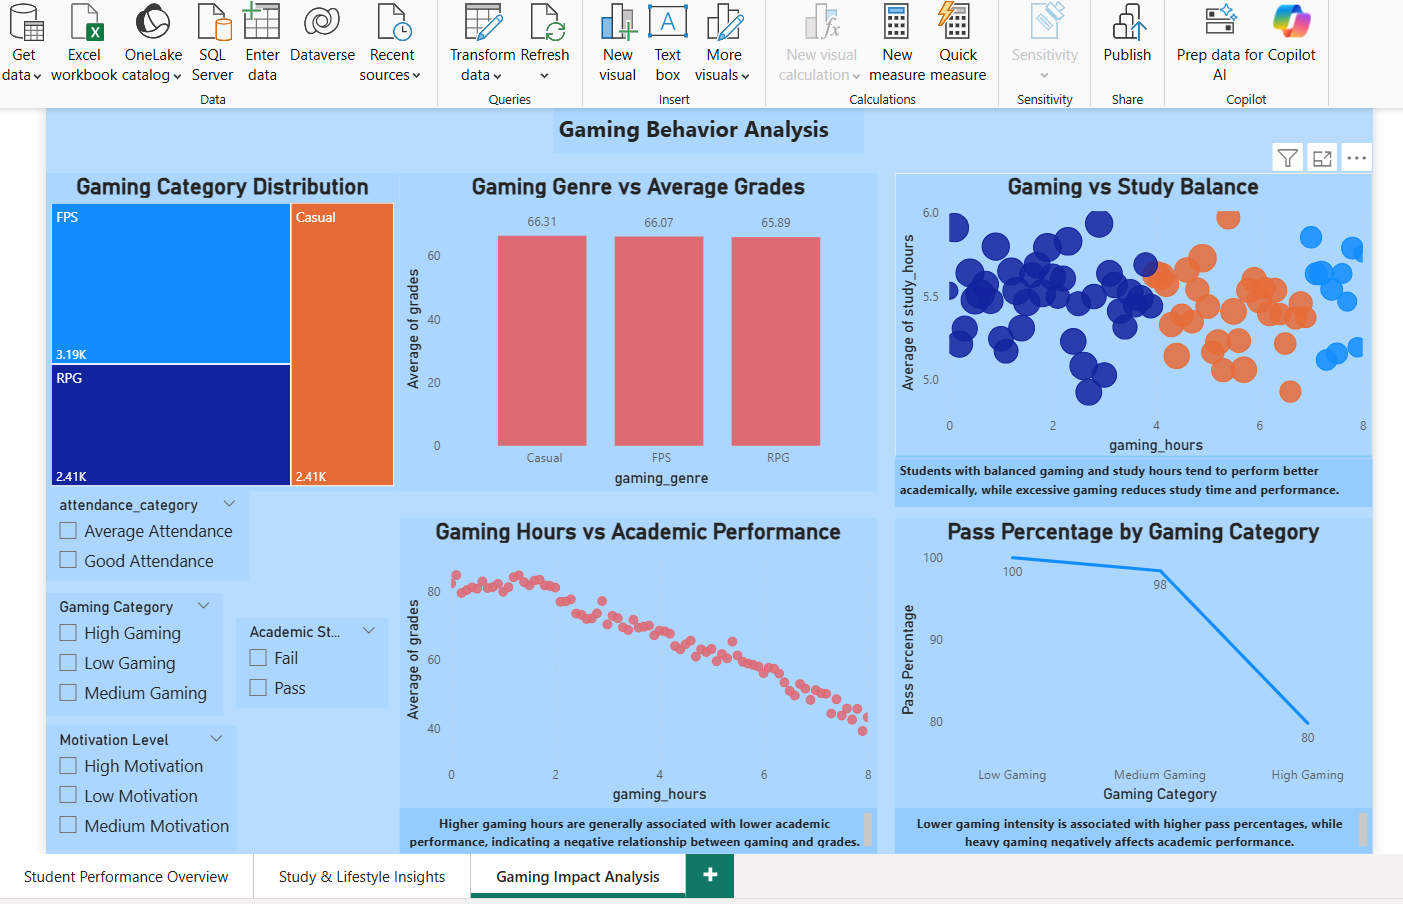 Get data
Excel workbook
OneLake catalog
SQL Server
Enter data
Dataverse
Recent sources
Data
Transform data
Refresh
Queries
New visual
Text box
More visuals
Insert
New visual calculation
New measure
Quick measure
Calculations
Sensitivity
Sensitivity
Publish
Share
Prep data for AI
Copilot
Copilot
Gaming Behavior Analysis
Gaming Category Distribution
FPS
3.19K
RPG
2.41K
Casual
2.41K
Gaming Genre vs Average Grades
Average of grades
60
40
20
0
66.31
66.07
65.89
Casual
FPS
RPG
gaming_genre
Gaming vs Study Balance
Average of study_hours
6.0
5.5
5.0
0
2
4
6
8
gaming_hours
Students with balanced gaming and study hours tend to perform better
academically, while excessive gaming reduces study time and performance.
attendance_category
Average Attendance
Good Attendance
Gaming Category
High Gaming
Low Gaming
Medium Gaming
Academic St...
Fail
Pass
Motivation Level
High Motivation
Low Motivation
Medium Motivation
Gaming Hours vs Academic Performance
Average of grades
80
60
40
0
2
4
6
8
gaming_hours
Higher gaming hours are generally associated with lower academic
performance, indicating a negative relationship between gaming and grades.
Pass Percentage by Gaming Category
Pass Percentage
100
90
80
100
98
80
Low Gaming
Medium Gaming
High Gaming
Gaming Category
Lower gaming intensity is associated with higher pass percentages, while
heavy gaming negatively affects academic performance.
Student Performance Overview
Study & Lifestyle Insights
Gaming Impact Analysis